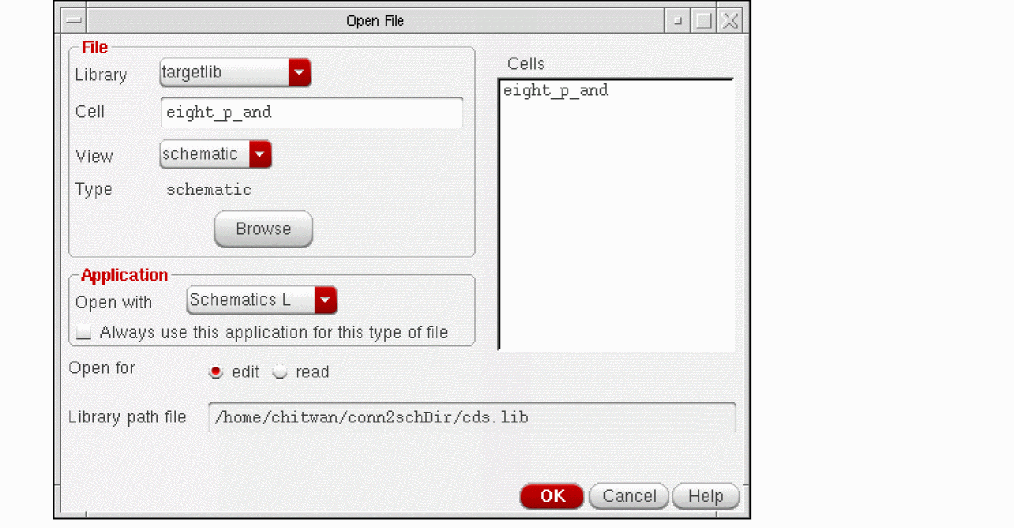 Open File
File
Library targetlib
Cell eight_p_and
View schematic
Type schematic
Browse
Cells
eight_p_and
Application
Open with Schematics L
Always use this application for this type of file
Open for edit read
Library path file /home/chitwan/conn2schDir/cds.lib
OK Cancel Help